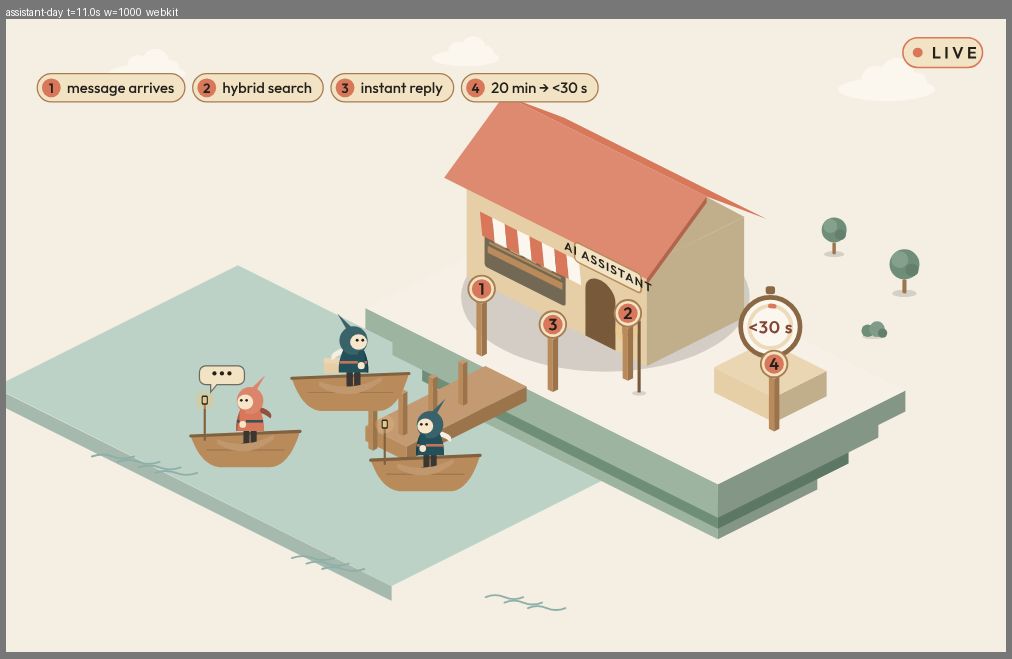 assistant-day t=11.0s w=1000 webkit
LIVE
1 message arrives
2 hybrid search
3 instant reply
4 20 min → <30 s
AI ASSISTANT
1
2
3
<30 s
4